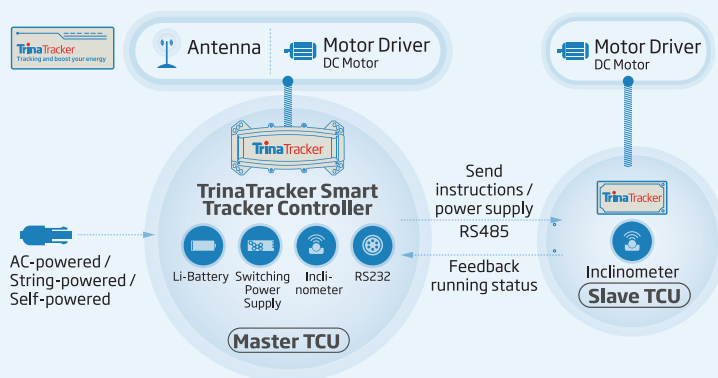 TrinaTracker
Tracking and boost your energy
Antenna
Motor Driver
DC Motor
Motor Driver
DC Motor
TrinaTracker
TrinaTracker Smart
Tracker Controller
Li-Battery
Switching
Power
Supply
Incli-
nometer
RS232
Master TCU
AC-powered /
String-powered /
Self-powered
Send
instructions /
power supply
RS485
Feedback
running status
TrinaTracker
Inclinometer
Slave TCU